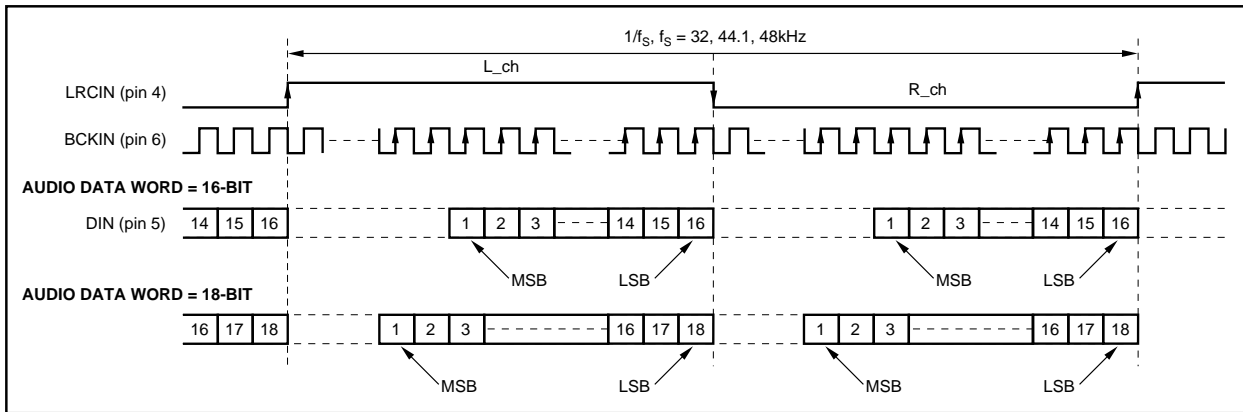 1/fS, fS = 32, 44.1, 48kHz
L_ch
R_ch
LRCIN (pin 4)
BCKIN (pin 6)
AUDIO DATA WORD = 16-BIT
DIN (pin 5) 14 15 16 1 2 3 14 15 16 1 2 3 14 15 16
MSB LSB MSB LSB
AUDIO DATA WORD = 18-BIT
16 17 18 1 2 3 16 17 18 1 2 3 16 17 18
MSB LSB MSB LSB